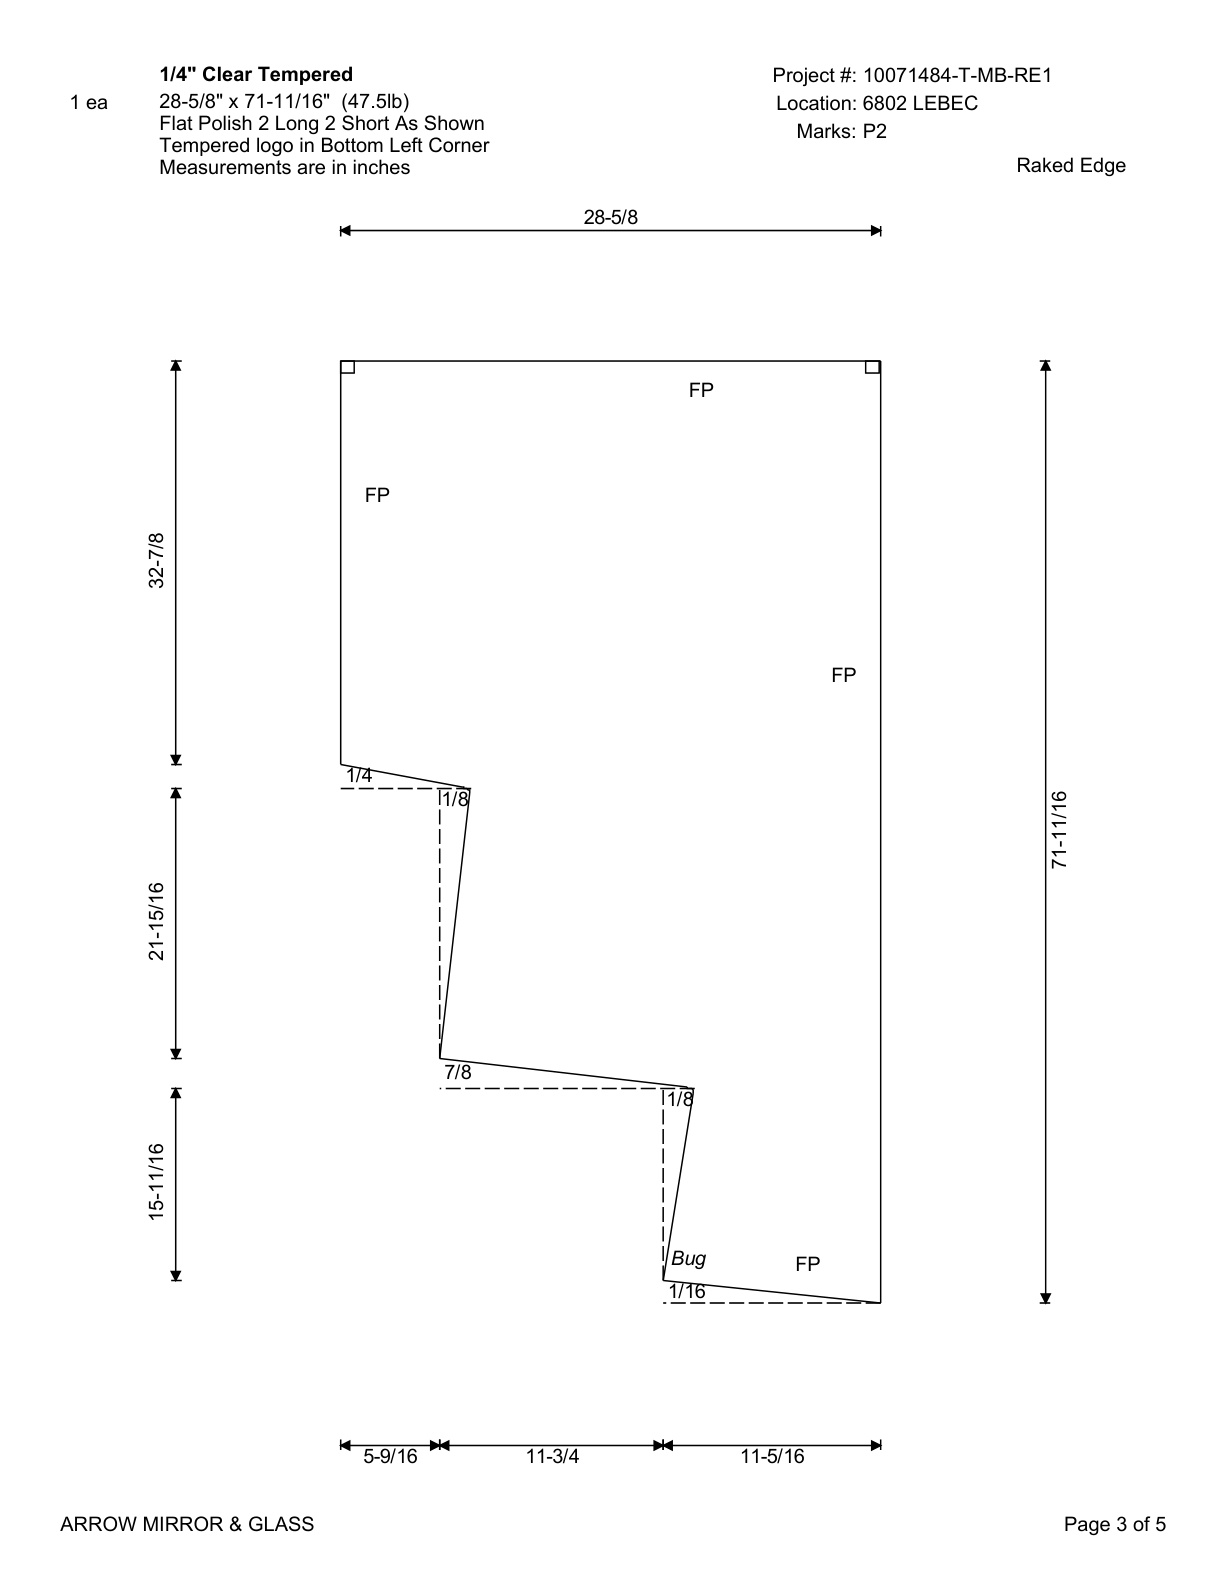 1/4" Clear Tempered
Project #: 10071484-T-MB-RE1
1 ea
28-5/8" x 71-11/16" (47.5lb)
Location: 6802 LEBEC
Flat Polish 2 Long 2 Short As Shown
Marks: P2
Tempered logo in Bottom Left Corner
Measurements are in inches
Raked Edge
28-5/8
FP
FP
32-7/8
FP
1/4
1/8
71-11/16
21-15/16
7/8
1/8
15-11/16
Bug
FP
1/16
5-9/16
11-3/4
11-5/16
ARROW MIRROR & GLASS
Page 3 of 5